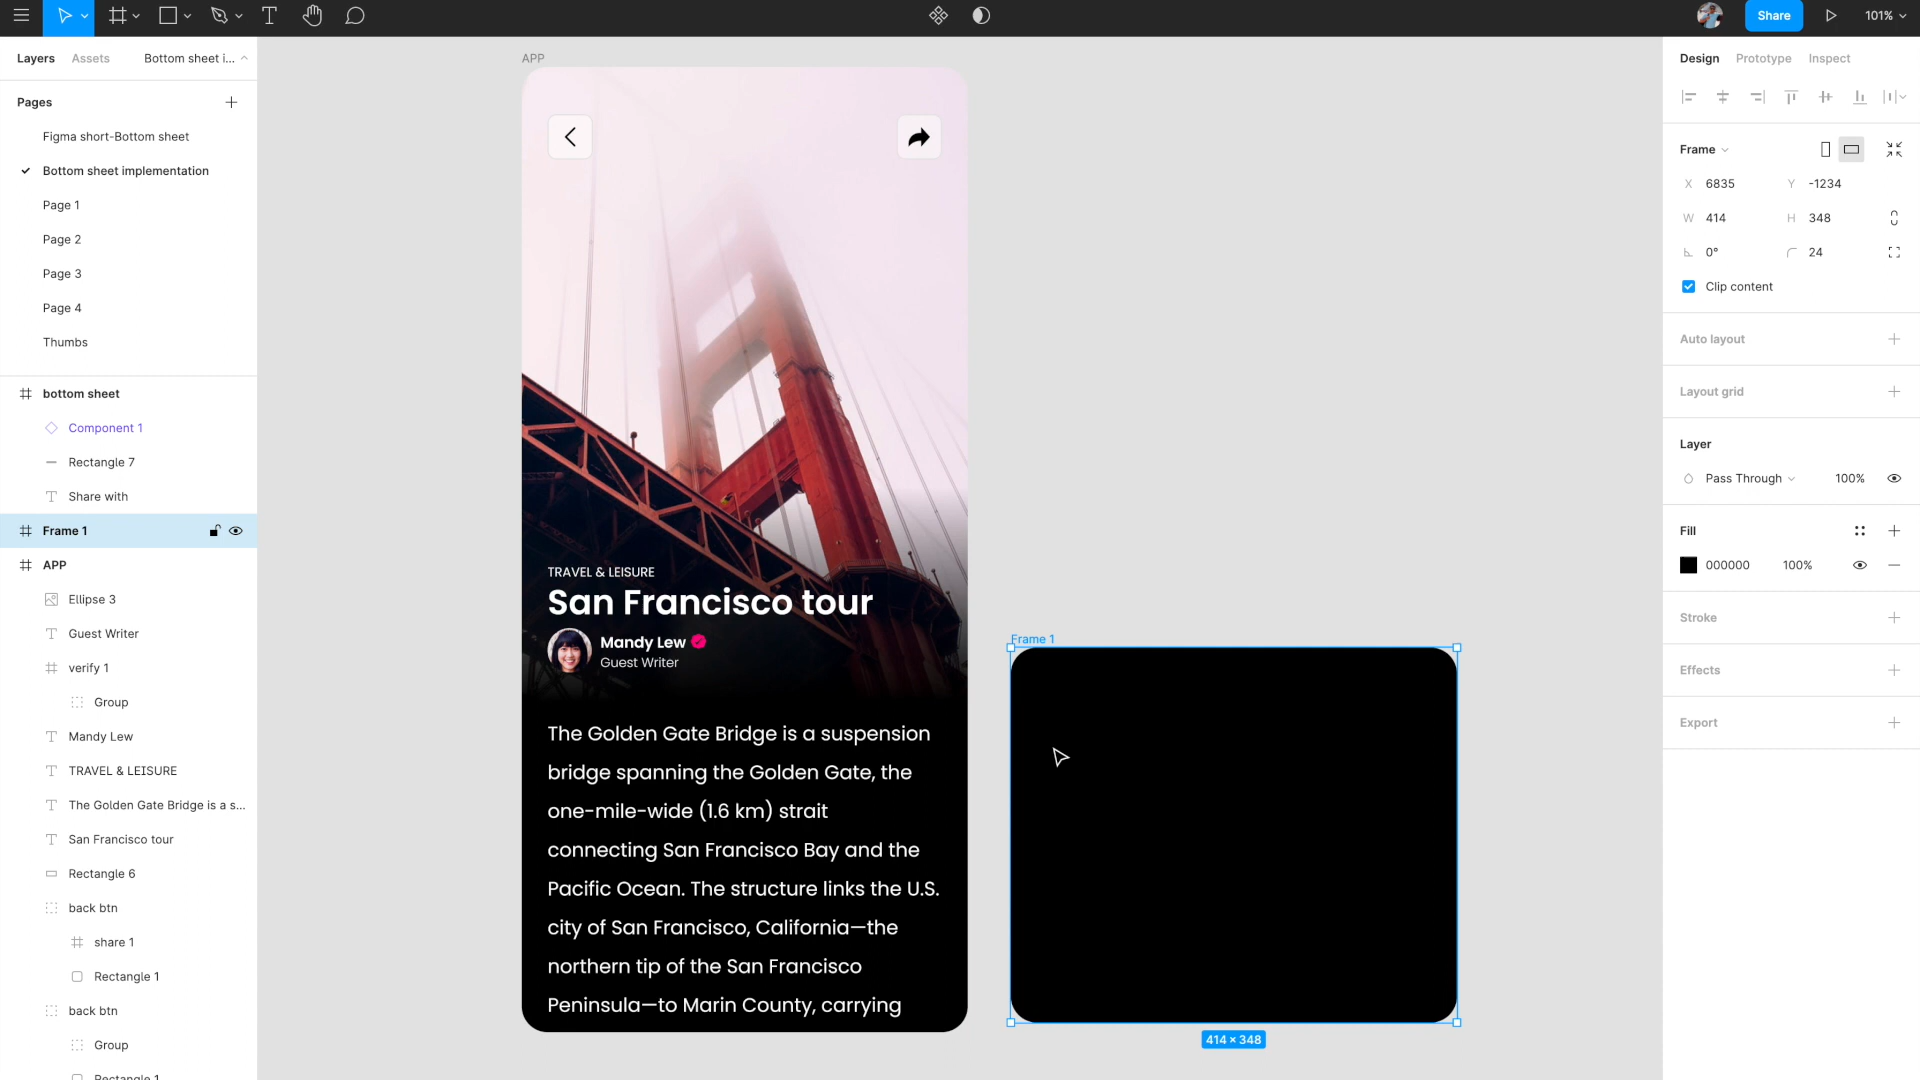 Share
101%
Layers
Assets
Bottom sheet i...
Pages
Figma short-Bottom sheet
Bottom sheet implementation
Page 1
Page 2
Page 3
Page 4
Thumbs
bottom sheet
Component 1
Rectangle 7
Share with
Frame 1
APP
Ellipse 3
Guest Writer
verify 1
Group
Mandy Lew
TRAVEL & LEISURE
The Golden Gate Bridge is a s...
San Francisco tour
Rectangle 6
back btn
share 1
Rectangle 1
back btn
Group
Rectangle 1
APP
TRAVEL & LEISURE
San Francisco tour
Mandy Lew
Guest Writer
The Golden Gate Bridge is a suspension
bridge spanning the Golden Gate, the
one-mile-wide (1.6 km) strait
connecting San Francisco Bay and the
Pacific Ocean. The structure links the U.S.
city of San Francisco, California—the
northern tip of the San Francisco
Peninsula—to Marin County, carrying
Frame 1
414 × 348
Design
Prototype
Inspect
Frame
X 6835 Y -1234
W 414 H 348
0° 24
Clip content
Auto layout
Layout grid
Layer
Pass Through 100%
Fill
000000 100%
Stroke
Effects
Export